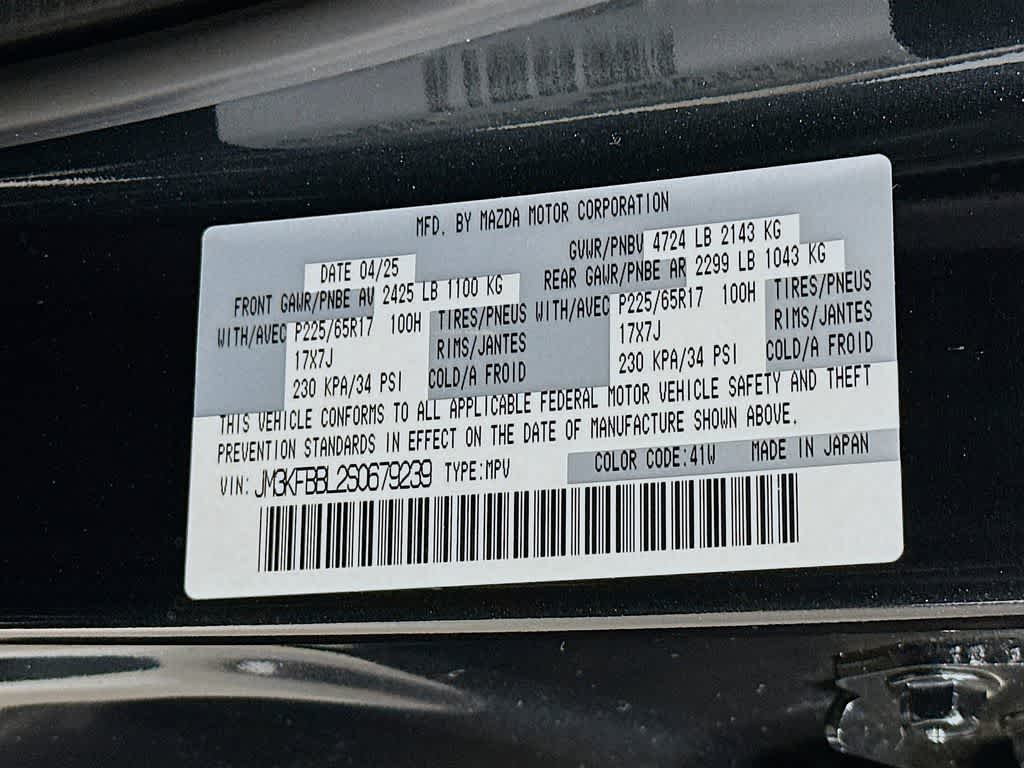 MFD. BY MAZDA MOTOR CORPORATION
DATE 04/25 GVWR/PNBV 4724 LB 2143 KG
FRONT GAWR/PNBE AV 2425 LB 1100 KG REAR GAWR/PNBE AR 2299 LB 1043 KG
WITH/AVEC P225/65R17 100H TIRES/PNEUS WITH/AVEC P225/65R17 100H TIRES/PNEUS
17X7J RIMS/JANTES 17X7J RIMS/JANTES
230 KPA/34 PSI COLD/A FROID 230 KPA/34 PSI COLD/A FROID
THIS VEHICLE CONFORMS TO ALL APPLICABLE FEDERAL MOTOR VEHICLE SAFETY AND THEFT
PREVENTION STANDARDS IN EFFECT ON THE DATE OF MANUFACTURE SHOWN ABOVE.
VIN: JM3KFBBL2S0679239 TYPE:MPV COLOR CODE:41W MADE IN JAPAN